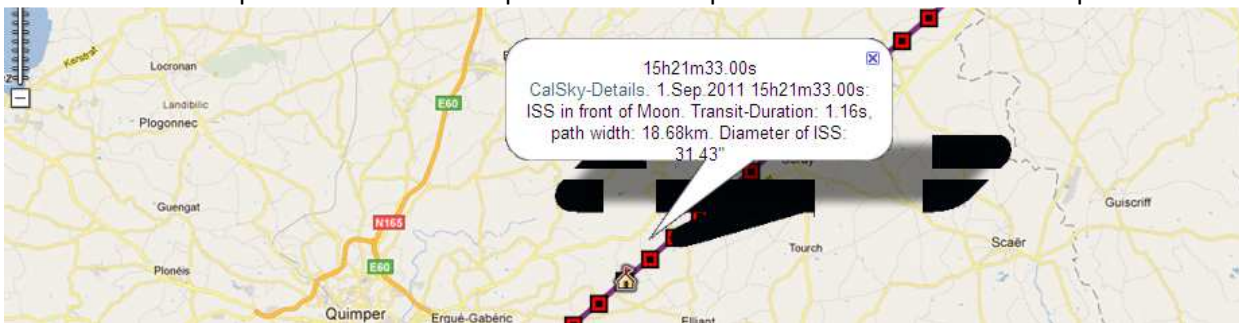 Kerstrat
Locronan
Landibilic
Plogonnec
E60
15h21m33.00s
CalSky-Details. 1.Sep.2011 15h21m33.00s:
ISS in front of Moon. Transit-Duration: 1.16s,
path width: 18.68km. Diameter of ISS:
31.43"
Guengat
N165
Guiscriff
Tourch
Scaër
Plonéis
E60
Quimper
Ergué-Gabéric
Elliant